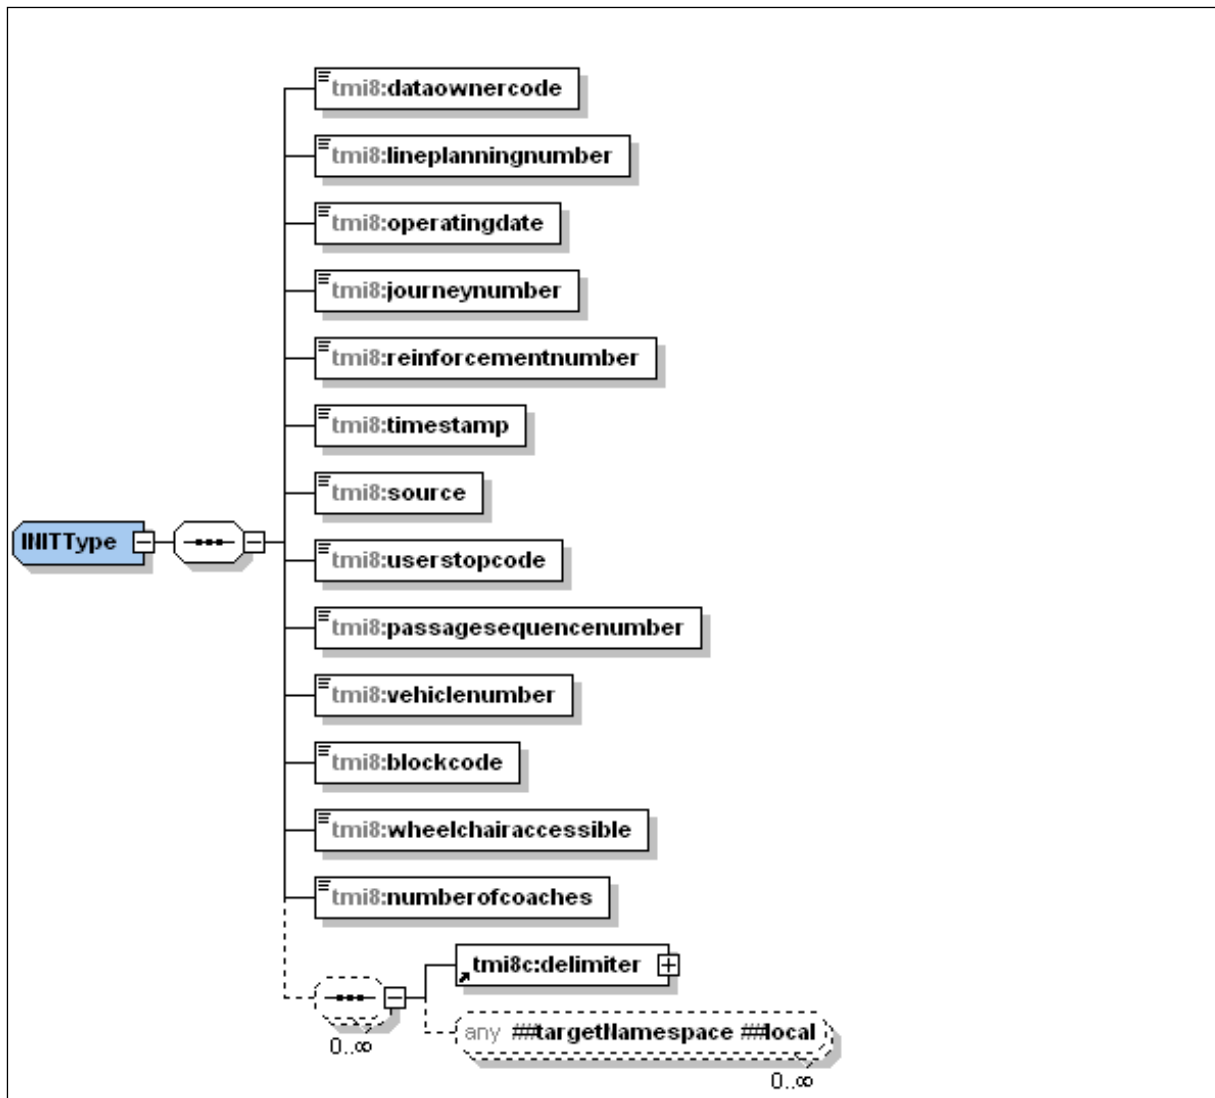 tmi8:dataownercode
tmi8:lineplanningnumber
tmi8:operatingdate
tmi8:journeynumber
tmi8:reinforcementnumber
tmi8:timestamp
tmi8:source
INITType
tmi8:userstopcode
tmi8:passagesequencenumber
tmi8:vehiclenumber
tmi8:blockcode
tmi8:wheelchairaccessible
tmi8:numberofcoaches
tmi8c:delimiter
any ##targetNamespace ##local
0..∞
0..∞